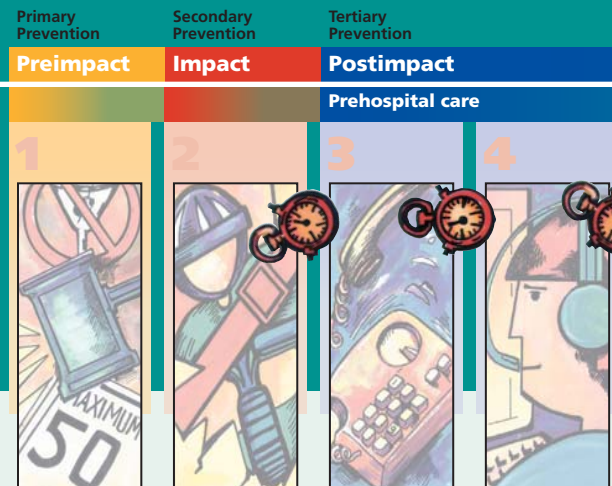 Primary
Prevention
Secondary
Prevention
Tertiary
Prevention
Preimpact
Impact
Postimpact
Prehospital care
1
2
3
4
MAXIMUM
50